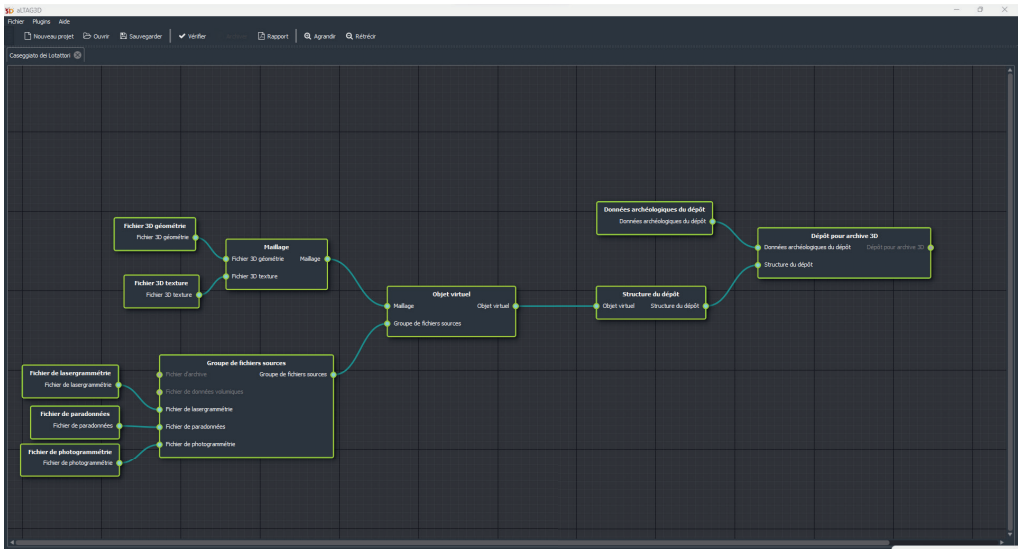 aLTAG3D
Fichier Plugins Aide
Nouveau projet Ouvrir Sauvegarder Vérifier Rapport Agrandir Rétrécir
Caseggiato dei Lotattori
Données archéologiques du dépôt
Données archéologiques du dépôt
Fichier 3D géométrie
Fichier 3D géométrie
Dépôt pour archive 3D
Données archéologiques du dépôt Dépôt pour archive 3D
Structure du dépôt
Maillage
Fichier 3D géométrie Maillage
Fichier 3D texture
Fichier 3D texture
Fichier 3D texture
Objet virtuel
Maillage Objet virtuel
Groupe de fichiers sources
Structure du dépôt
Objet virtuel Structure du dépôt
Groupe de fichiers sources
Fichier d'archive Groupe de fichiers sources
Fichier de données volumiques
Fichier de lasergrammétrie
Fichier de paradonnées
Fichier de photogrammétrie
Fichier de lasergrammétrie
Fichier de lasergrammétrie
Fichier de paradonnées
Fichier de paradonnées
Fichier de photogrammétrie
Fichier de photogrammétrie